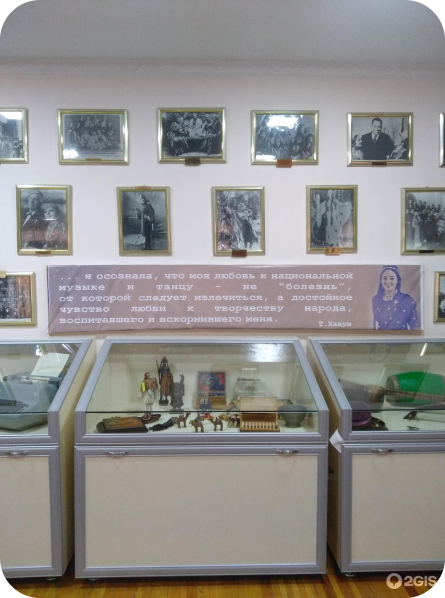 ... я осознала, что моя любовь к национальной
музыке и танцу - не "болезнь",
от которой следует излечиться, а достойное
чувство любви к творчеству народа,
воспитавшего и вскормившего меня.
Т.Ханум
2GIS